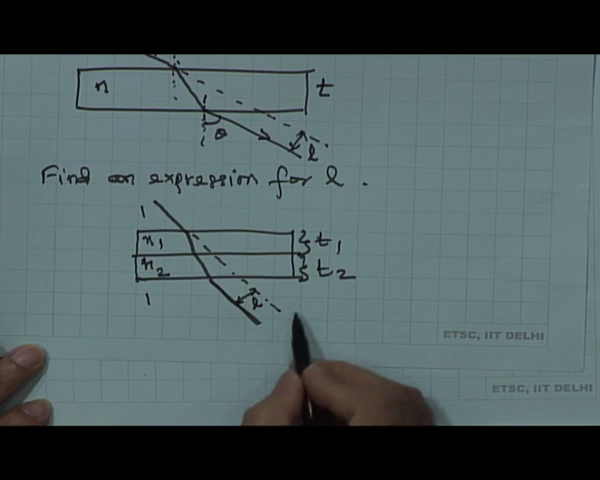 n t
θ
l
Find an expression for l.
1
n1 t1
n2 t2
1 l
ETSC, IIT DELHI
ETSC, IIT DELHI